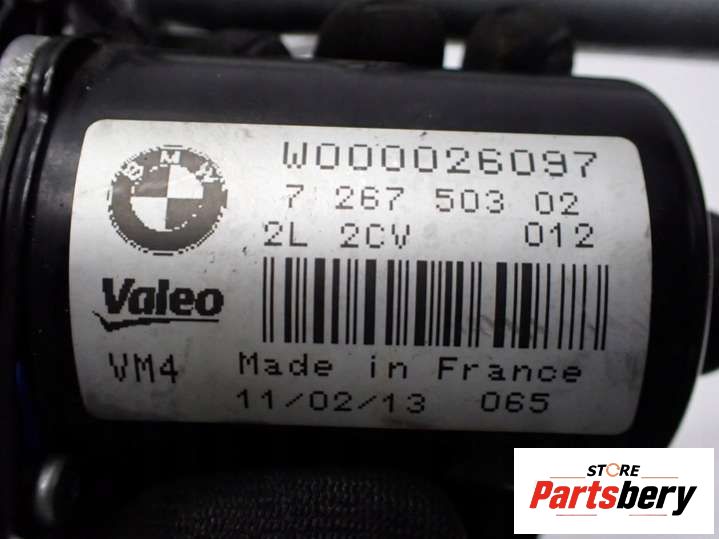 BMW
W000026097
7 267 503 02
2L 2CV 012
Valeo
VM4
Made in France
11/02/13 065
STORE
Partsbery